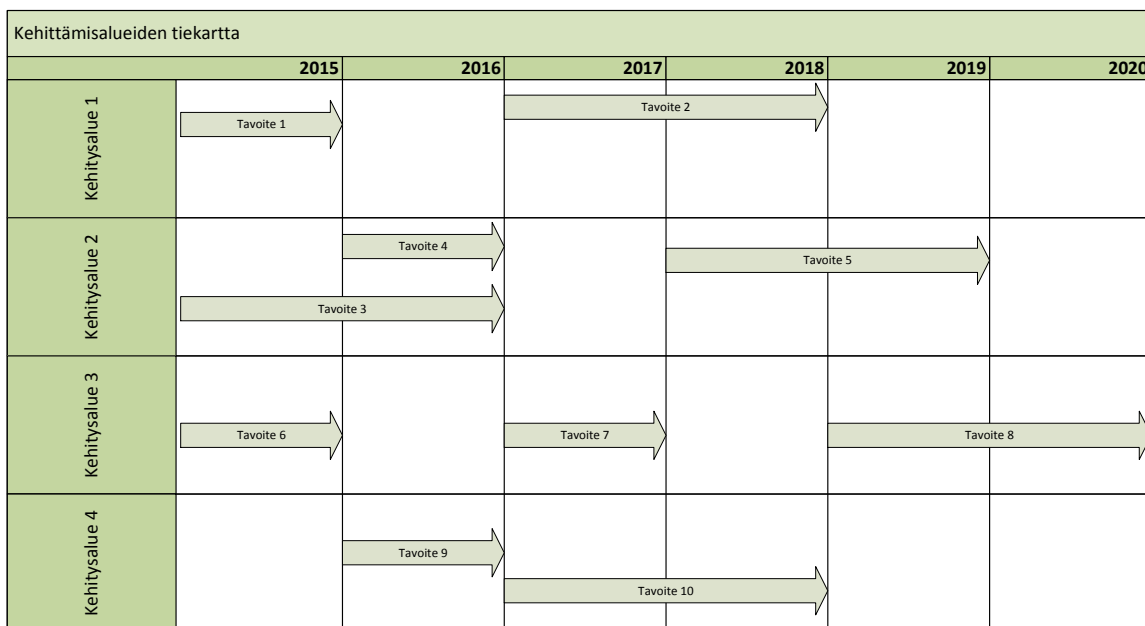 Kehittämisalueiden tiekartta
2015 2016 2017 2018 2019 2020
Kehitysalue 1
Tavoite 1
Tavoite 2
Kehitysalue 2
Tavoite 4
Tavoite 5
Tavoite 3
Kehitysalue 3
Tavoite 6
Tavoite 7
Tavoite 8
Kehitysalue 4
Tavoite 9
Tavoite 10